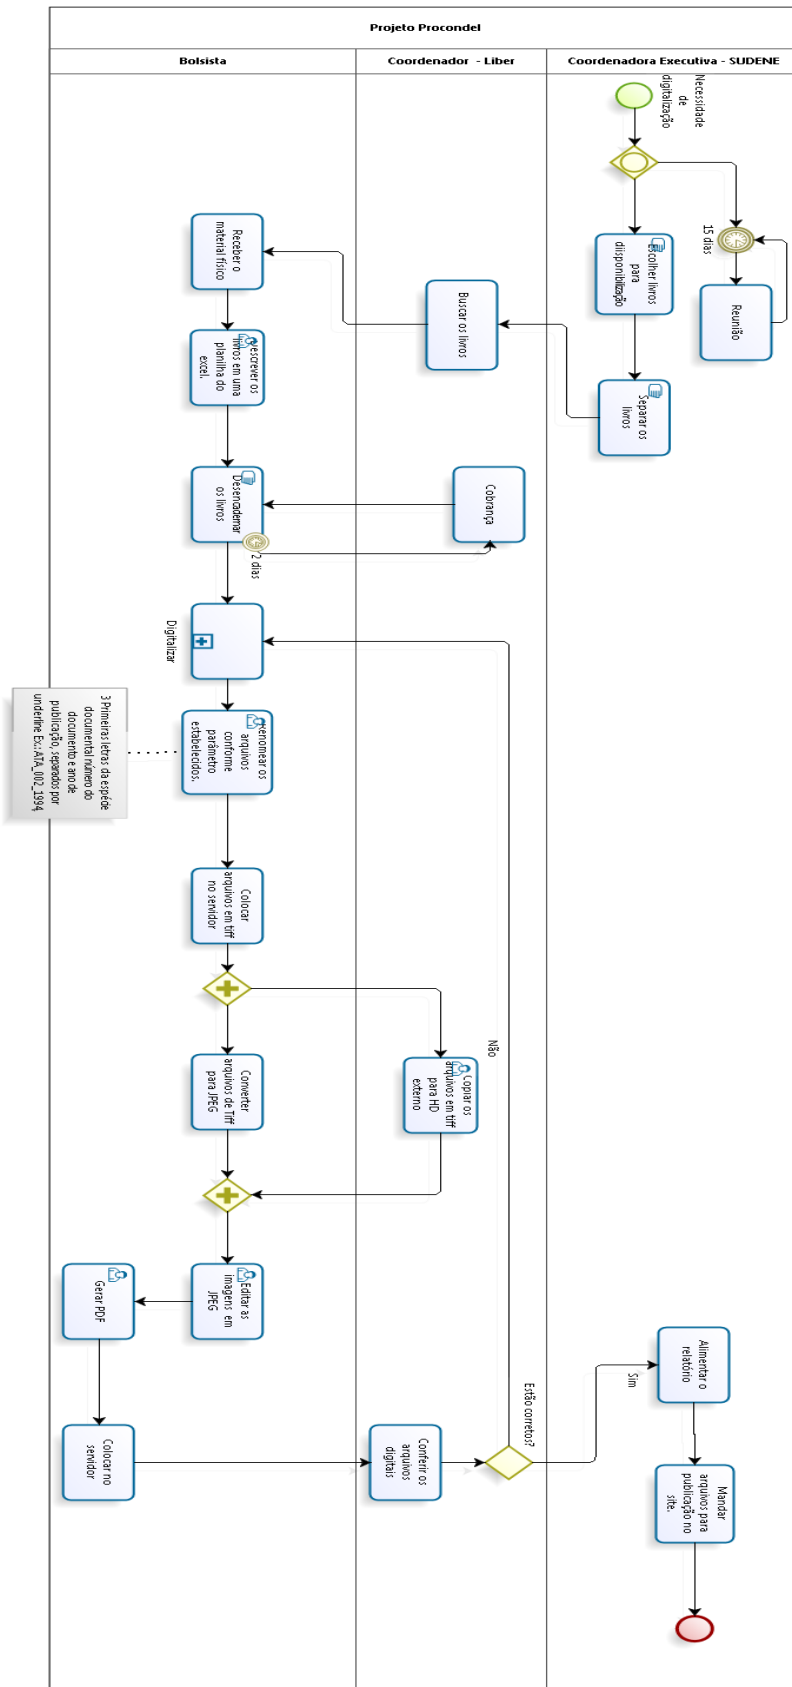 Projeto Procondel
Bolsista
Coordenador - Liber
Coordenadora Executiva - SUDENE
Necessidade
de
digitalização
15 dias
Reunião
Escolher livros
para
diisponibilização
Separar os
livros
Buscar os livros
Receber o
material físico
Descrever os
livros em uma
planilha do
excel.
Desencadernar
os livros
2 dias
Cobrança
Digitalizar
Renomear os
arquivos
conforme
parâmetro
estabelecidos.
3 Primeiras letras da espécie
documental número do
documento e ano de
publicação, separados por
underline Ex.: ATA_002_1994
Colocar
arquivos em tiff
no servidor
Converter
arquivos de Tiff
para JPEG
Copiar os
arquivos em tiff
para HD
externo
Não
Editar as
imagens em
JPEG
Gerar PDF
Colocar no
servidor
Conferir os
arquivos
digitais
Estão corretos?
Sim
Alimentar o
relatório
Mandar
arquivos para
publicação no
site.